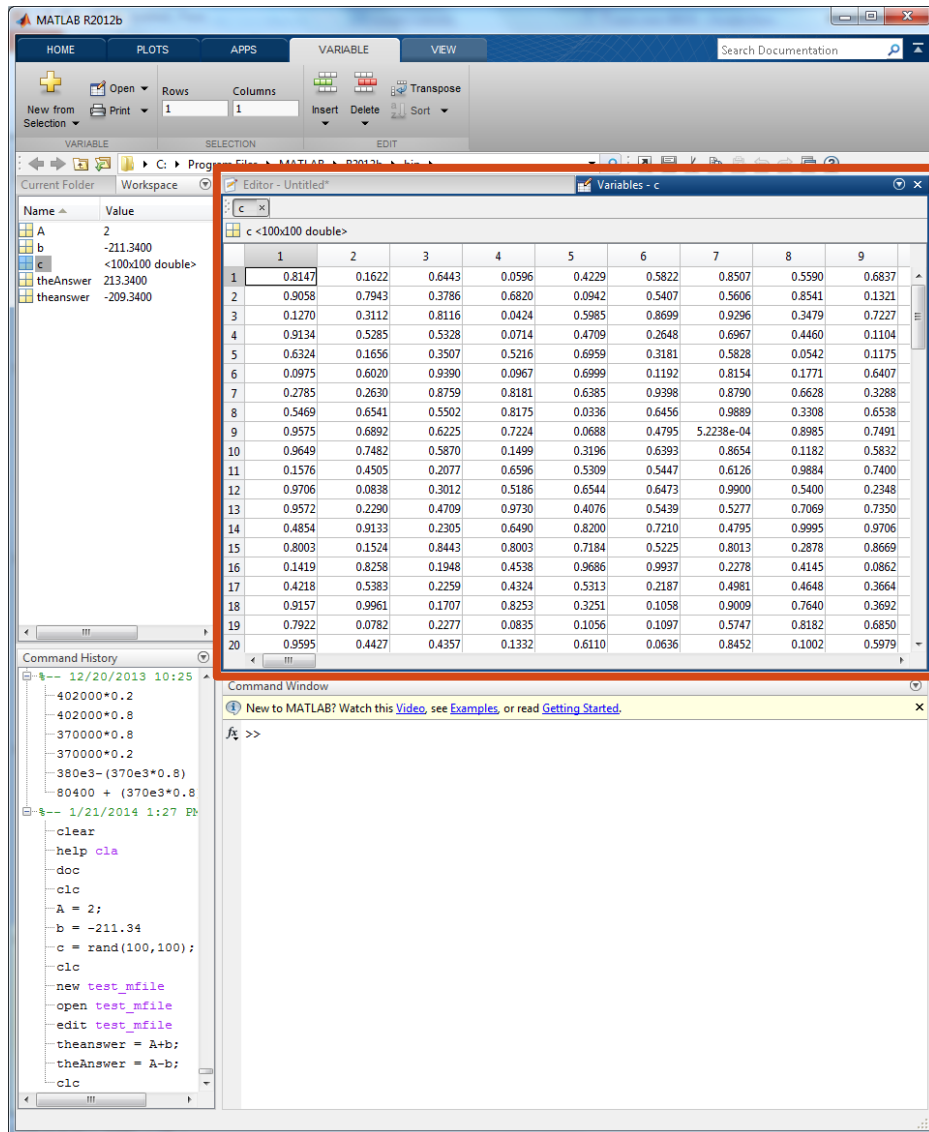 MATLAB R2012b
HOME PLOTS APPS VARIABLE VIEW Search Documentation
New from Selection Open Print Rows 1 Columns 1 Insert Delete Transpose Sort
VARIABLE SELECTION EDIT
C: Program Files MATLAB R2012b bin
Current Folder Workspace
Name Value
A 2
b -211.3400
c <100x100 double>
theAnswer 213.3400
theanswer -209.3400
Editor - Untitled* Variables - c
c ×
c <100x100 double>
1 2 3 4 5 6 7 8 9
1 0.8147 0.1622 0.6443 0.0596 0.4229 0.5822 0.8507 0.5590 0.6837
2 0.9058 0.7943 0.3786 0.6820 0.0942 0.5407 0.5606 0.8541 0.1321
3 0.1270 0.3112 0.8116 0.0424 0.5985 0.8699 0.9296 0.3479 0.7227
4 0.9134 0.5285 0.5328 0.0714 0.4709 0.2648 0.6967 0.4460 0.1104
5 0.6324 0.1656 0.3507 0.5216 0.6959 0.3181 0.5828 0.0542 0.1175
6 0.0975 0.6020 0.9390 0.0967 0.6999 0.1192 0.8154 0.1771 0.6407
7 0.2785 0.2630 0.8759 0.8181 0.6385 0.9398 0.8790 0.6628 0.3288
8 0.5469 0.6541 0.5502 0.8175 0.0336 0.6456 0.9889 0.3308 0.6538
9 0.9575 0.6892 0.6225 0.7224 0.0688 0.4795 5.2238e-04 0.8985 0.7491
10 0.9649 0.7482 0.5870 0.1499 0.3196 0.6393 0.8654 0.1182 0.5832
11 0.1576 0.4505 0.2077 0.6596 0.5309 0.5447 0.6126 0.9884 0.7400
12 0.9706 0.0838 0.3012 0.5186 0.6544 0.6473 0.9900 0.5400 0.2348
13 0.9572 0.2290 0.4709 0.9730 0.4076 0.5439 0.5277 0.7069 0.7350
14 0.4854 0.9133 0.2305 0.6490 0.8200 0.7210 0.4795 0.9995 0.9706
15 0.8003 0.1524 0.8443 0.8003 0.7184 0.5225 0.8013 0.2878 0.8669
16 0.1419 0.8258 0.1948 0.4538 0.9686 0.9937 0.2278 0.4145 0.0862
17 0.4218 0.5383 0.2259 0.4324 0.5313 0.2187 0.4981 0.4648 0.3664
18 0.9157 0.9961 0.1707 0.8253 0.3251 0.1058 0.9009 0.7640 0.3692
19 0.7922 0.0782 0.2277 0.0835 0.1056 0.1097 0.5747 0.8182 0.6850
20 0.9595 0.4427 0.4357 0.1332 0.6110 0.0636 0.8452 0.1002 0.5979
Command History
%-- 12/20/2013 10:25
402000*0.2
402000*0.8
370000*0.8
370000*0.2
380e3-(370e3*0.8)
80400 + (370e3*0.8
%-- 1/21/2014 1:27 PM
clear
help cla
doc
clc
A = 2;
b = -211.34
c = rand(100,100);
clc
new test_mfile
open test_mfile
edit test_mfile
theanswer = A+b;
theAnswer = A-b;
clc
Command Window
New to MATLAB? Watch this Video, see Examples, or read Getting Started.
fx >>